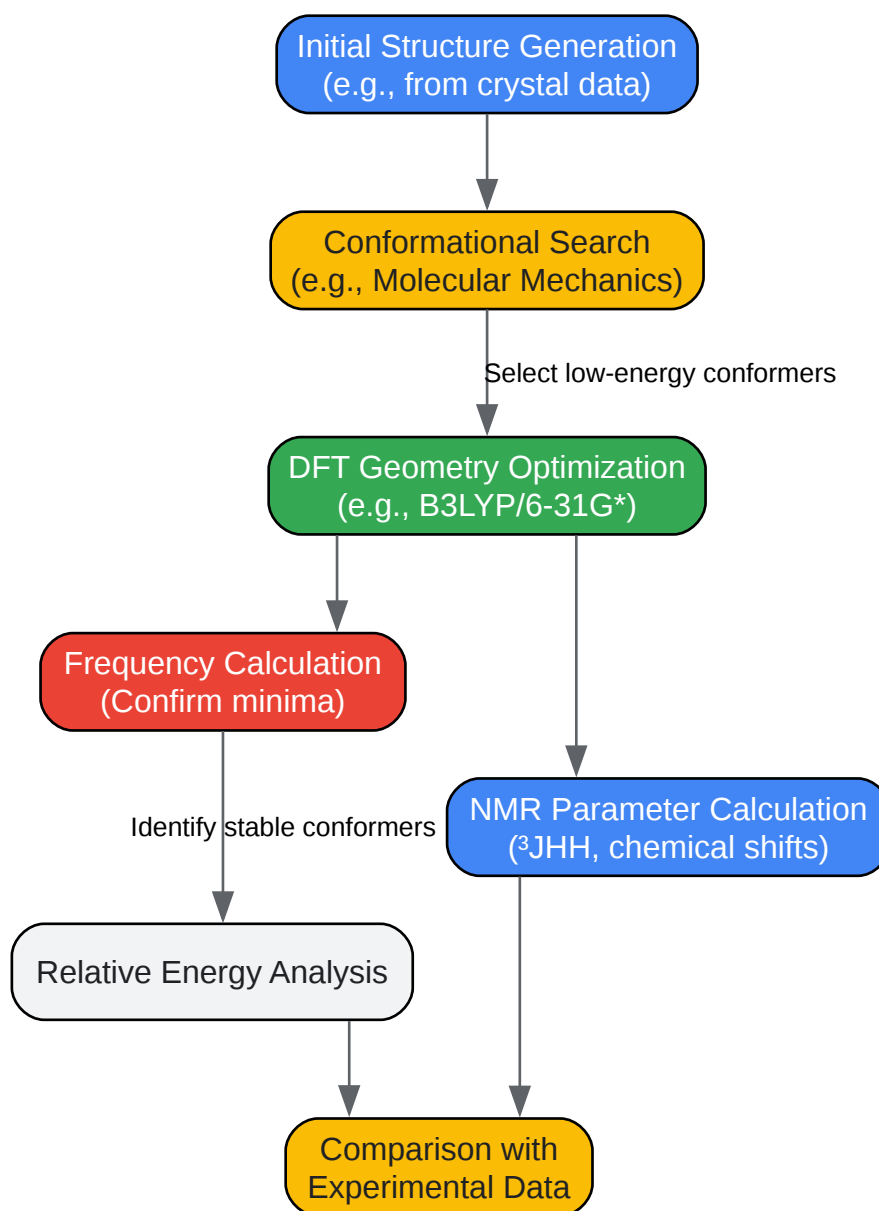 Initial Structure Generation
(e.g., from crystal data)
Conformational Search
(e.g., Molecular Mechanics)
Select low-energy conformers
DFT Geometry Optimization
(e.g., B3LYP/6-31G*)
Frequency Calculation
(Confirm minima)
Identify stable conformers
NMR Parameter Calculation
(³JHH, chemical shifts)
Relative Energy Analysis
Comparison with
Experimental Data